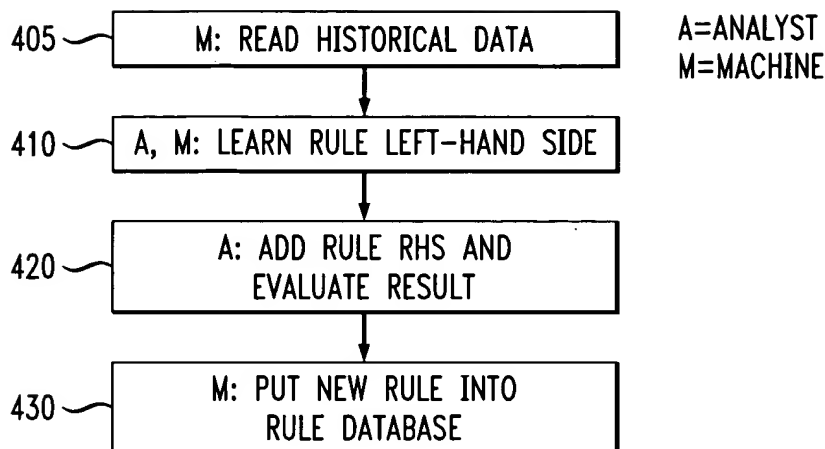 405
M: READ HISTORICAL DATA
A=ANALYST
M=MACHINE
410
A, M: LEARN RULE LEFT-HAND SIDE
420
A: ADD RULE RHS AND
EVALUATE RESULT
430
M: PUT NEW RULE INTO
RULE DATABASE